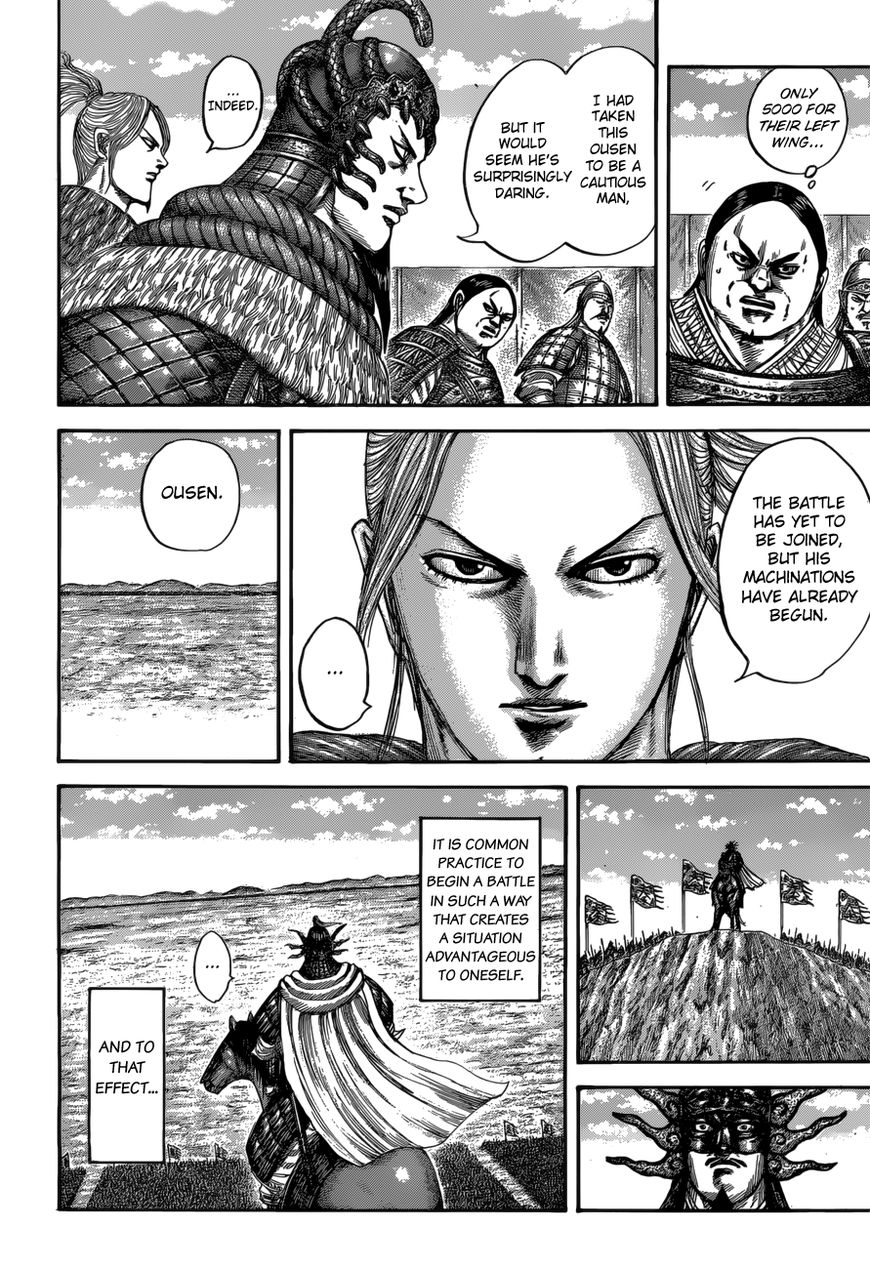 ONLY
5000 FOR
THEIR LEFT
WING...
I HAD
TAKEN
THIS
OUSEN
TO BE A
CAUTIOUS
MAN,
BUT IT
WOULD
SEEM HE'S
SURPRISINGLY
DARING.
...
INDEED.
THE BATTLE
HAS YET TO
BE JOINED,
BUT HIS
MACHINATIONS
HAVE ALREADY
BEGUN.
...
OUSEN.
IT IS COMMON
PRACTICE TO
BEGIN A BATTLE
IN SUCH A WAY
THAT CREATES
A SITUATION
ADVANTAGEOUS
TO ONESELF.
...
AND TO
THAT
EFFECT...